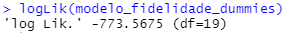 > logLik(modelo_fidelidade_dummies)
'log Lik.' -773.5675 (df=19)